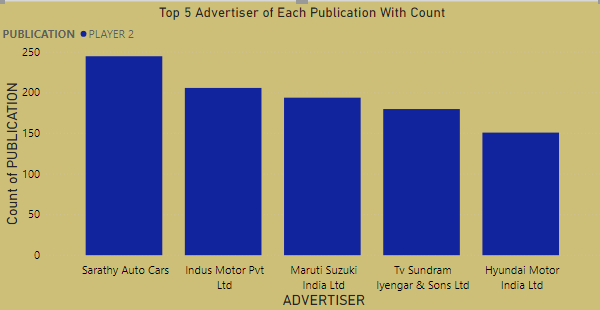 Top 5 Advertiser of Each Publication With Count
PUBLICATION PLAYER 2
Count of PUBLICATION
250
200
150
100
50
0
Sarathy Auto Cars
Indus Motor Pvt
Ltd
Maruti Suzuki
India Ltd
Tv Sundram
Iyengar & Sons Ltd
Hyundai Motor
India Ltd
ADVERTISER